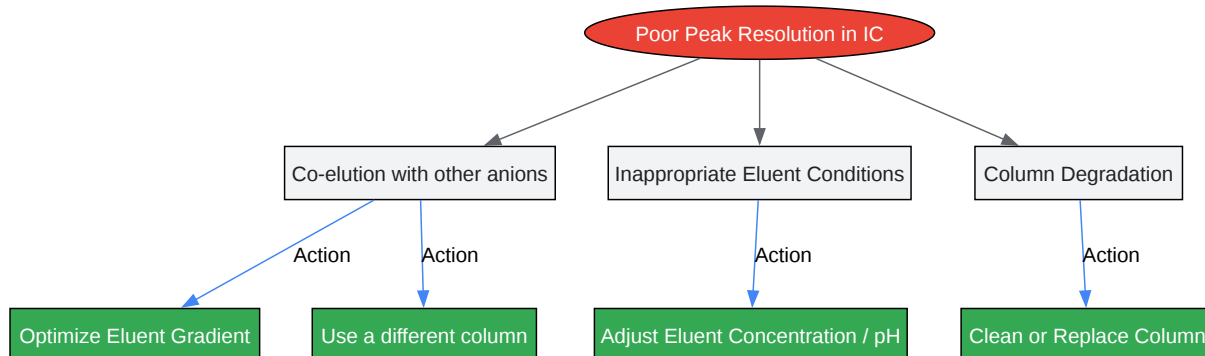 Poor Peak Resolution in IC
Co-elution with other anions
Inappropriate Eluent Conditions
Column Degradation
Action
Action
Action
Action
Optimize Eluent Gradient
Use a different column
Adjust Eluent Concentration / pH
Clean or Replace Column